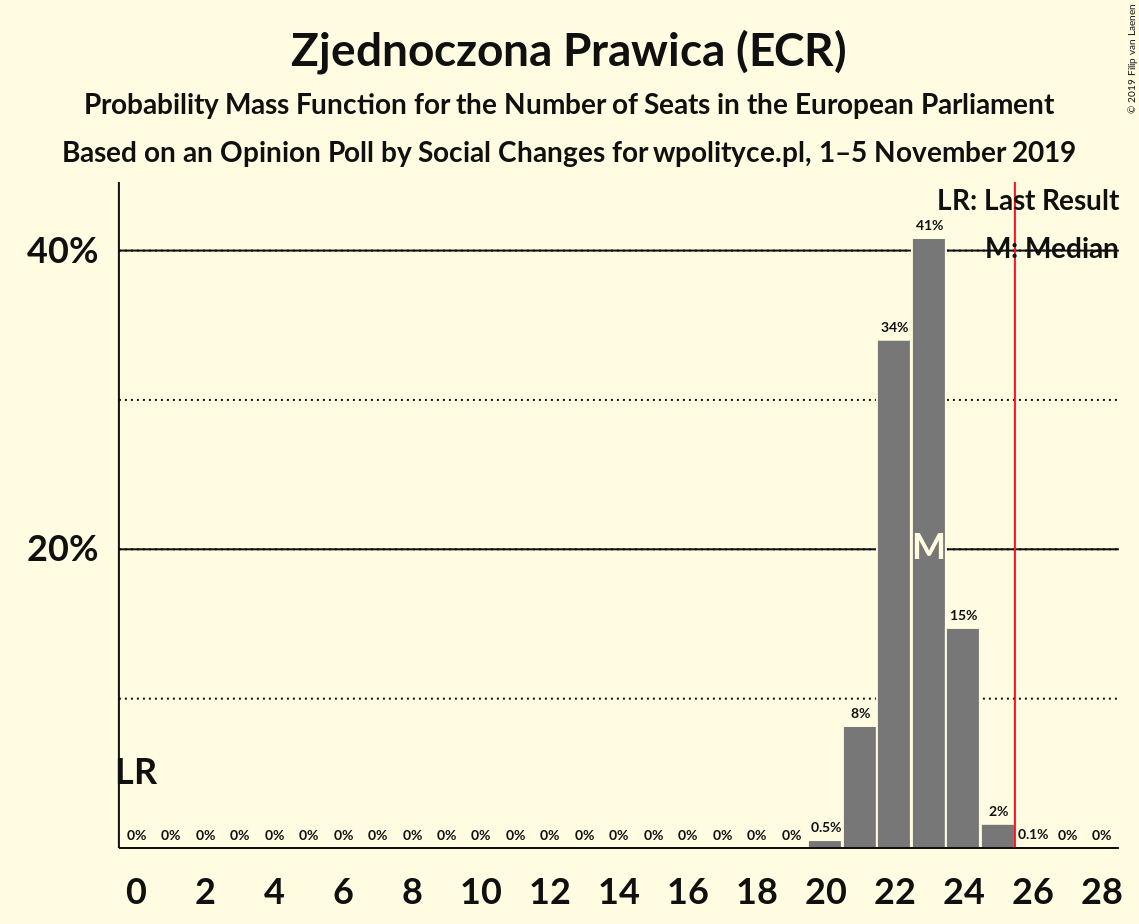 Zjednoczona Prawica (ECR)
Probability Mass Function for the Number of Seats in the European Parliament
Based on an Opinion Poll by Social Changes for wpolityce.pl, 1–5 November 2019
© 2019 Filip van Laenen
LR: Last Result
M: Median
41%
40%
34%
20%
M
15%
8%
LR
0% 0% 0% 0% 0% 0% 0% 0% 0% 0% 0% 0% 0% 0% 0% 0% 0% 0% 0% 0% 0.5% 2% 0.1% 0% 0%
0 2 4 6 8 10 12 14 16 18 20 22 24 26 28